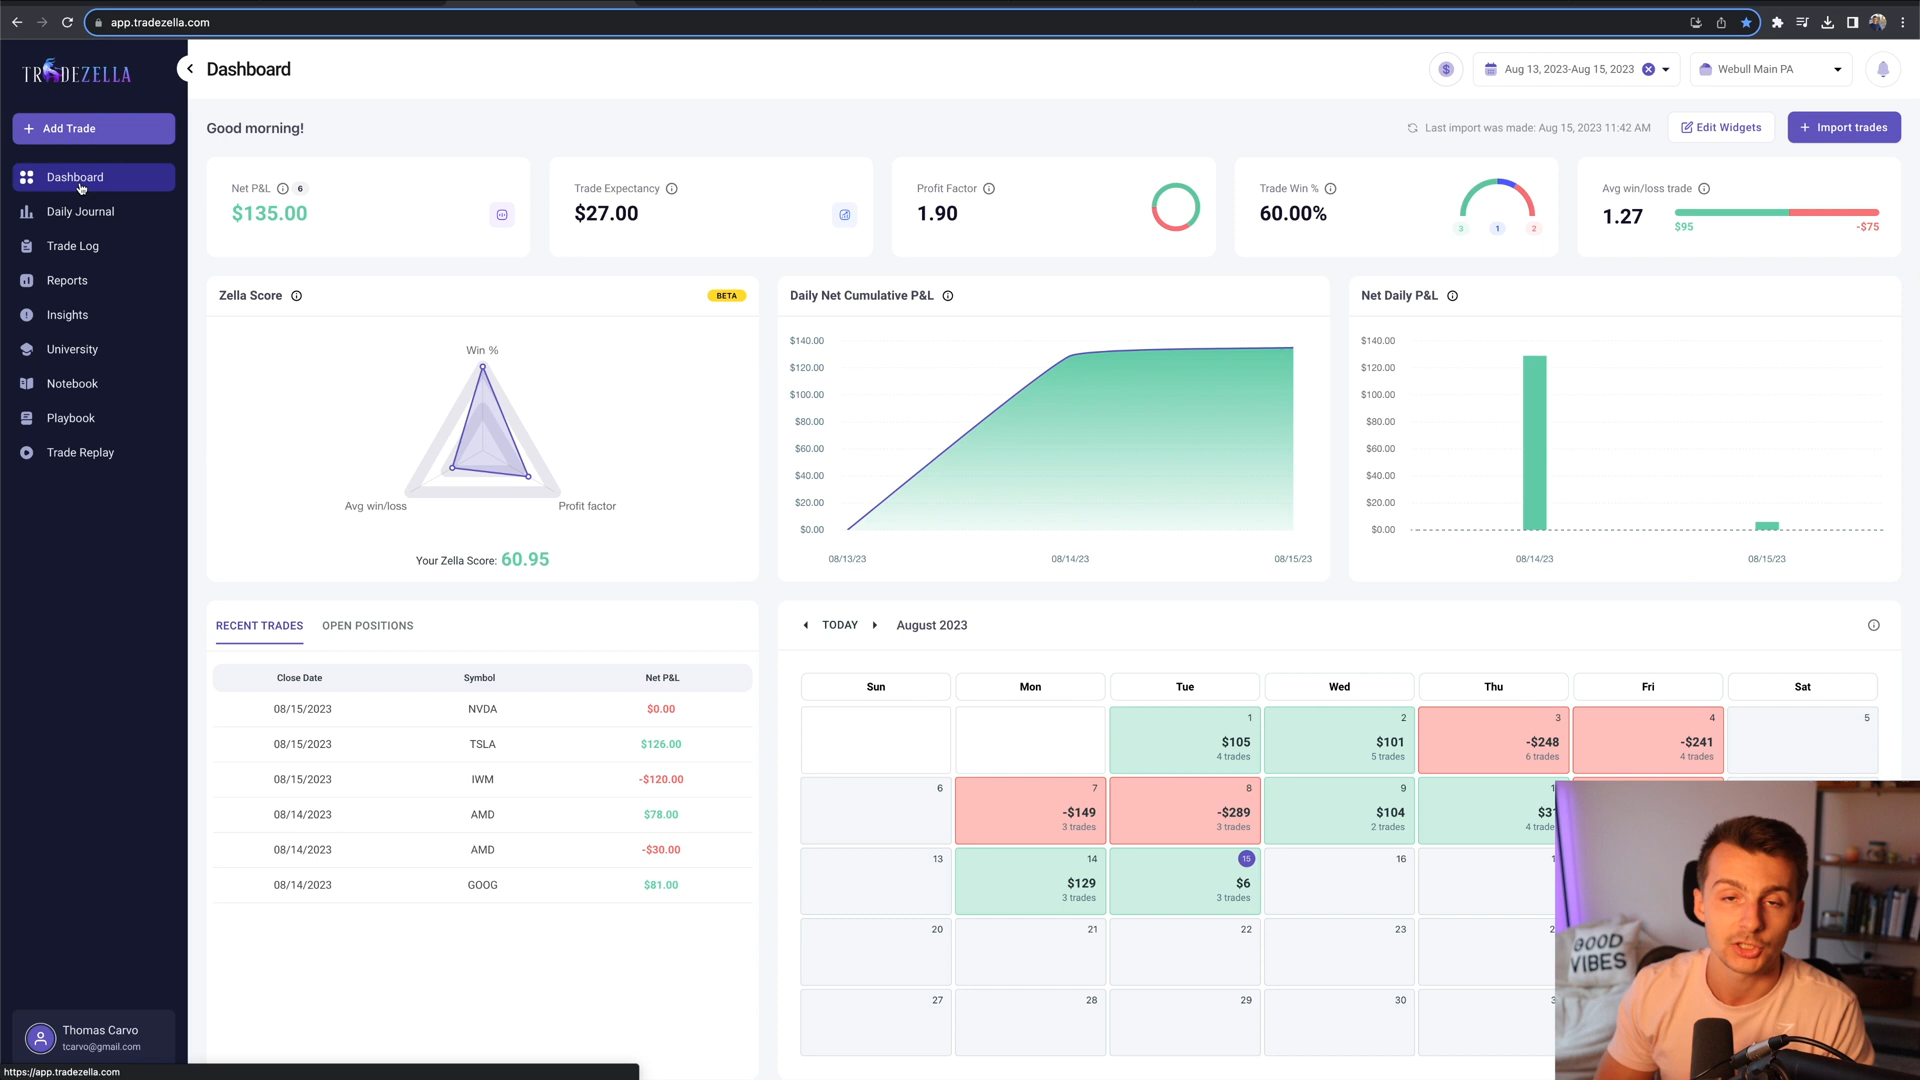 app.tradezella.com
TRADEZELLA
Dashboard
Aug 13, 2023-Aug 15, 2023
Webull Main PA
+ Add Trade
Dashboard
Daily Journal
Trade Log
Reports
Insights
University
Notebook
Playbook
Trade Replay
Good morning!
Last import was made: Aug 15, 2023 11:42 AM
Edit Widgets
+ Import trades
Net P&L 6
$135.00
Trade Expectancy
$27.00
Profit Factor
1.90
Trade Win %
60.00%
3 1 2
Avg win/loss trade
1.27
$95 -$75
Zella Score
BETA
Win %
Avg win/loss
Profit factor
Your Zella Score: 60.95
Daily Net Cumulative P&L
$140.00
$120.00
$100.00
$80.00
$60.00
$40.00
$20.00
$0.00
08/13/23 08/14/23 08/15/23
Net Daily P&L
$140.00
$120.00
$100.00
$80.00
$60.00
$40.00
$20.00
$0.00
08/14/23 08/15/23
RECENT TRADES OPEN POSITIONS
Close Date Symbol Net P&L
08/15/2023 NVDA $0.00
08/15/2023 TSLA $126.00
08/15/2023 IWM -$120.00
08/14/2023 AMD $78.00
08/14/2023 AMD -$30.00
08/14/2023 GOOG $81.00
TODAY August 2023
Sun Mon Tue Wed Thu Fri Sat
1 2 3 4 5
$105 $101 -$248 -$241
4 trades 5 trades 6 trades 4 trades
6 7 8 9 1
-$149 -$289 $104 $31
3 trades 3 trades 2 trades 4 trade
13 14 15 16 1
$129 $6
3 trades 3 trades
20 21 22 23 2
27 28 29 30 3
GOOD
VIBES
Thomas Carvo
tcarvo@gmail.com
https://app.tradezella.com